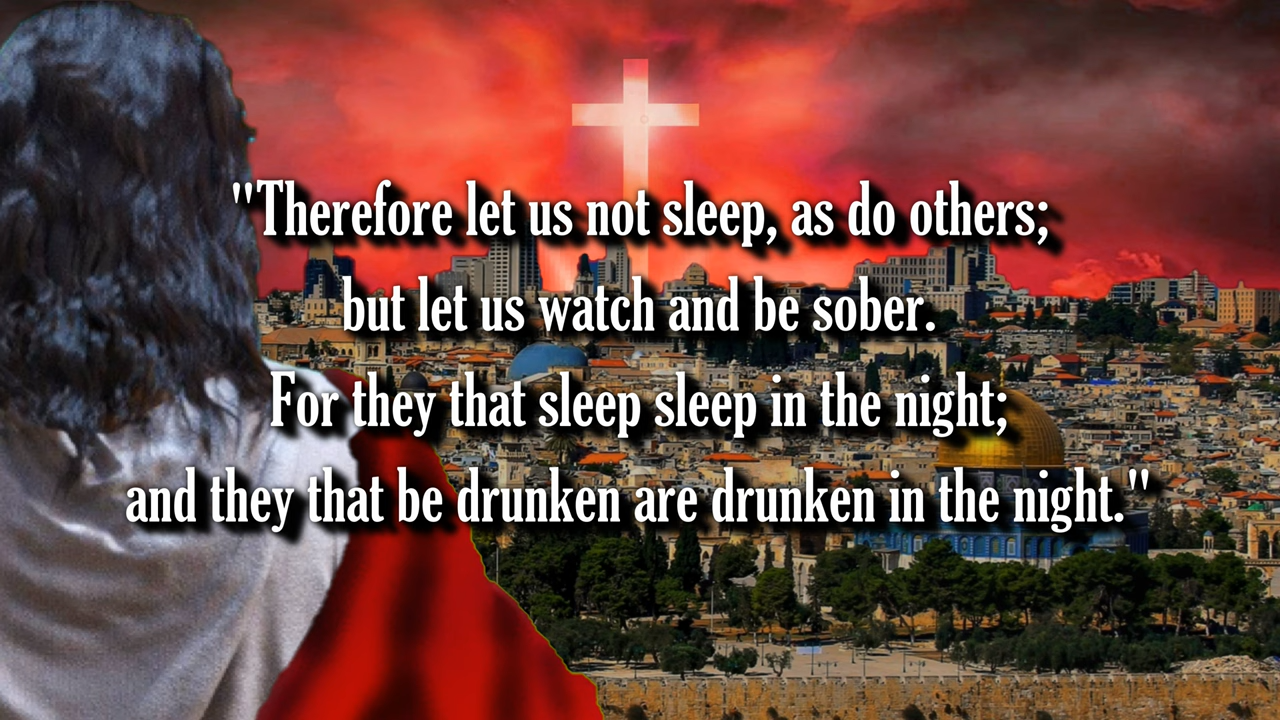 "Therefore let us not sleep, as do others;
but let us watch and be sober.
For they that sleep sleep in the night;
and they that be drunken are drunken in the night."